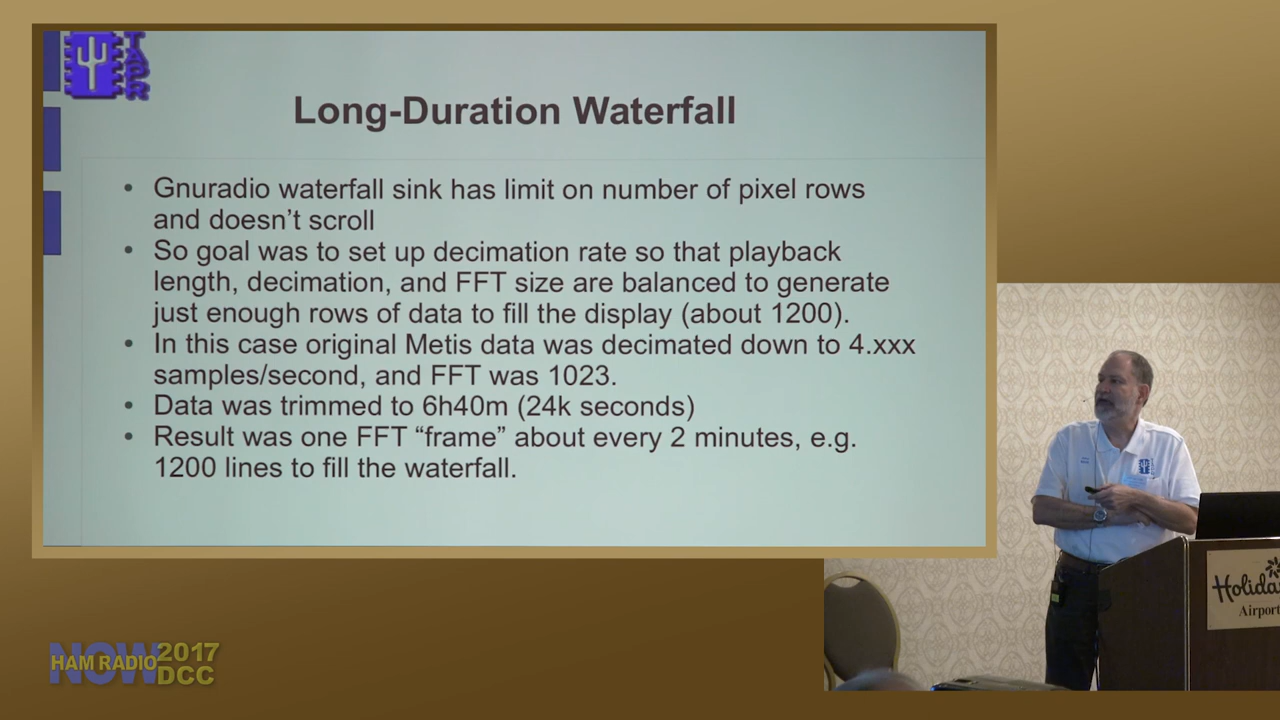 TAPR
Long-Duration Waterfall
• Gnuradio waterfall sink has limit on number of pixel rows
and doesn't scroll
• So goal was to set up decimation rate so that playback
length, decimation, and FFT size are balanced to generate
just enough rows of data to fill the display (about 1200).
• In this case original Metis data was decimated down to 4.xxx
samples/second, and FFT was 1023.
• Data was trimmed to 6h40m (24k seconds)
• Result was one FFT “frame” about every 2 minutes, e.g.
1200 lines to fill the waterfall.
Holida
Airport
NOW
HAM RADIO
2017
DCC